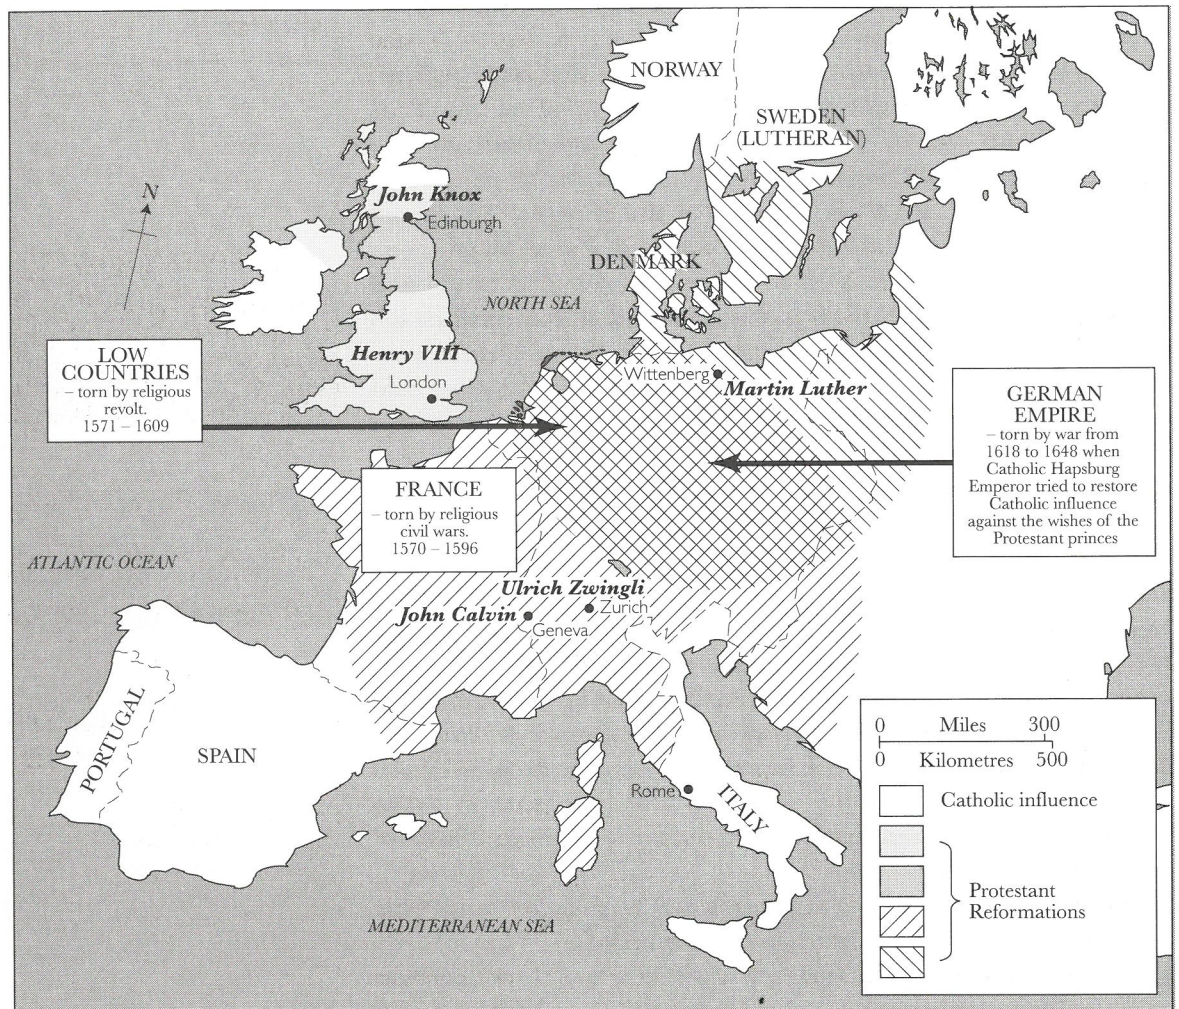 NORWAY
SWEDEN
(LUTHERAN)
N
John Knox
Edinburgh
DENMARK
NORTH SEA
LOW
COUNTRIES
– torn by religious
revolt.
1571 – 1609
Henry VIII
London
Wittenberg
Martin Luther
GERMAN
EMPIRE
– torn by war from
1618 to 1648 when
Catholic Hapsburg
Emperor tried to restore
Catholic influence
against the wishes of the
Protestant princes
FRANCE
– torn by religious
civil wars.
1570 – 1596
ATLANTIC OCEAN
Ulrich Zwingli
Zurich
John Calvin
Geneva
PORTUGAL
SPAIN
Rome
ITALY
MEDITERRANEAN SEA
0 Miles 300
0 Kilometres 500
Catholic influence
Protestant
Reformations